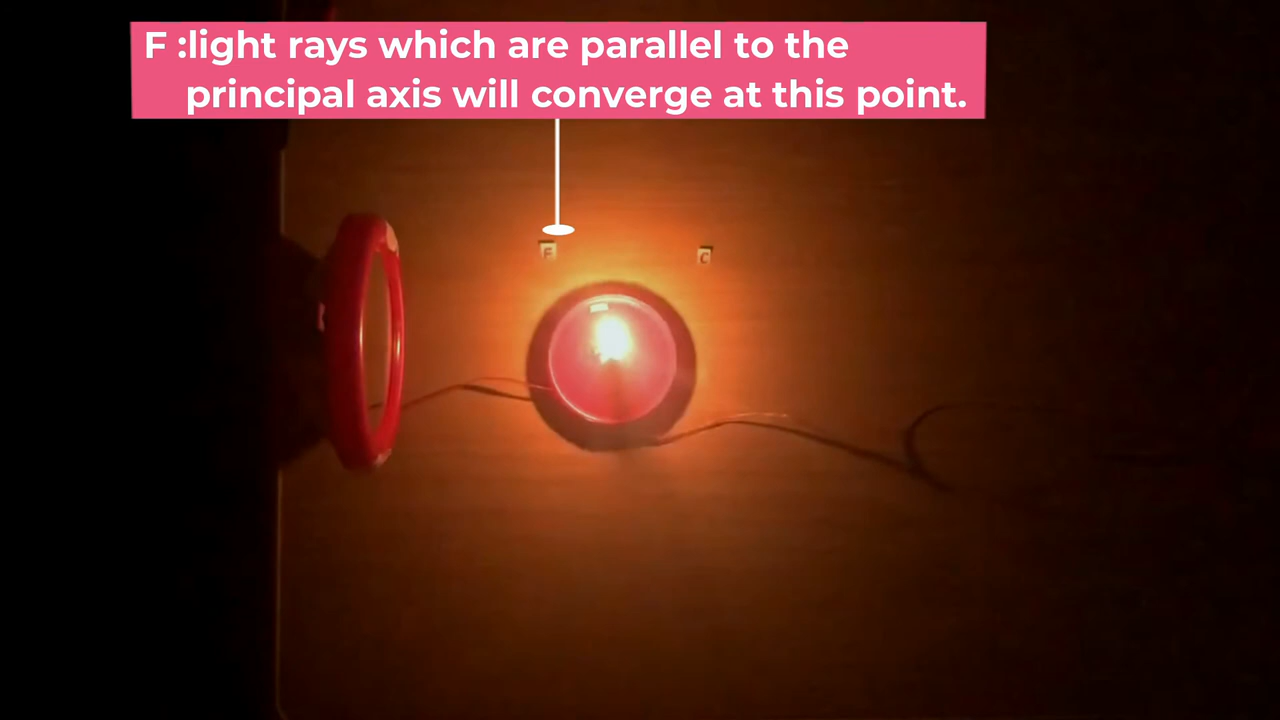 F :light rays which are parallel to the
principal axis will converge at this point.
F
C